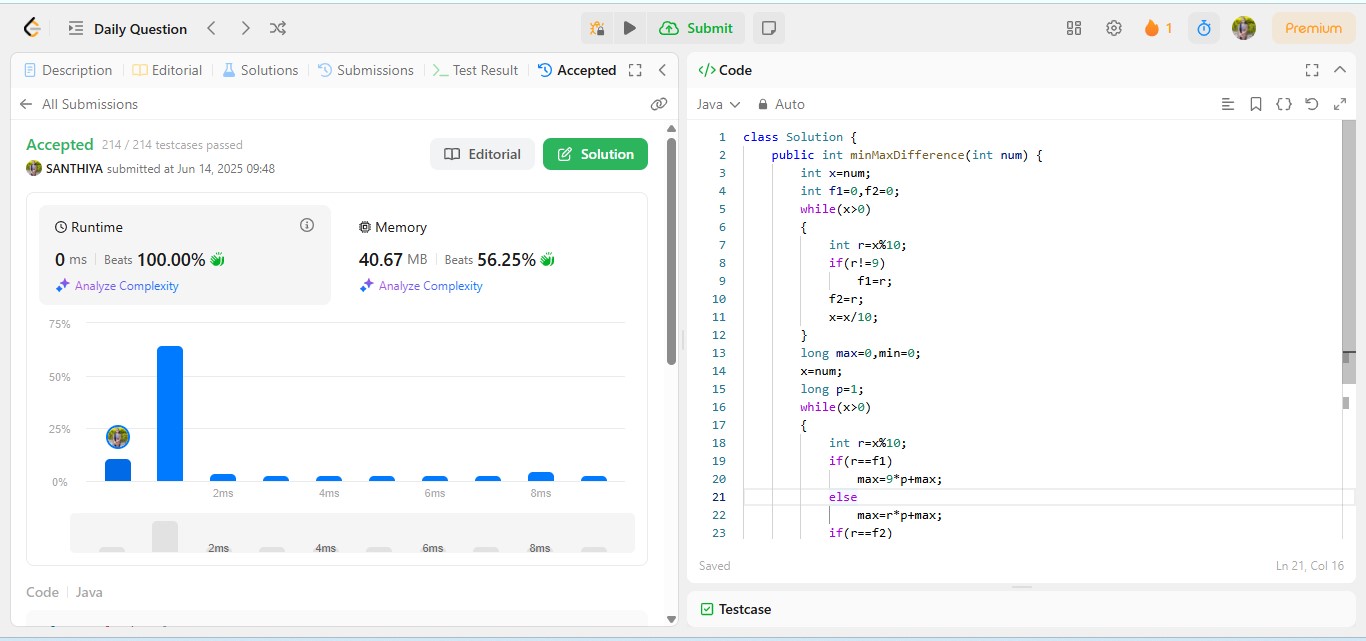 Daily Question
Submit
1
Premium
Description
Editorial
Solutions
Submissions
Test Result
Accepted
All Submissions
Accepted 214 / 214 testcases passed
SANTHIYA submitted at Jun 14, 2025 09:48
Editorial
Solution
Runtime
0 ms Beats 100.00%
Analyze Complexity
Memory
40.67 MB Beats 56.25%
Analyze Complexity
75%
50%
25%
0%
2ms 4ms 6ms 8ms
2ms 4ms 6ms 8ms
Code Java
</> Code
Java Auto
1 class Solution {
2 public int minMaxDifference(int num) {
3 int x=num;
4 int f1=0,f2=0;
5 while(x>0)
6 {
7 int r=x%10;
8 if(r!=9)
9 f1=r;
10 f2=r;
11 x=x/10;
12 }
13 long max=0,min=0;
14 x=num;
15 long p=1;
16 while(x>0)
17 {
18 int r=x%10;
19 if(r==f1)
20 max=9*p+max;
21 else
22 max=r*p+max;
23 if(r==f2)
Saved
Ln 21, Col 16
Testcase